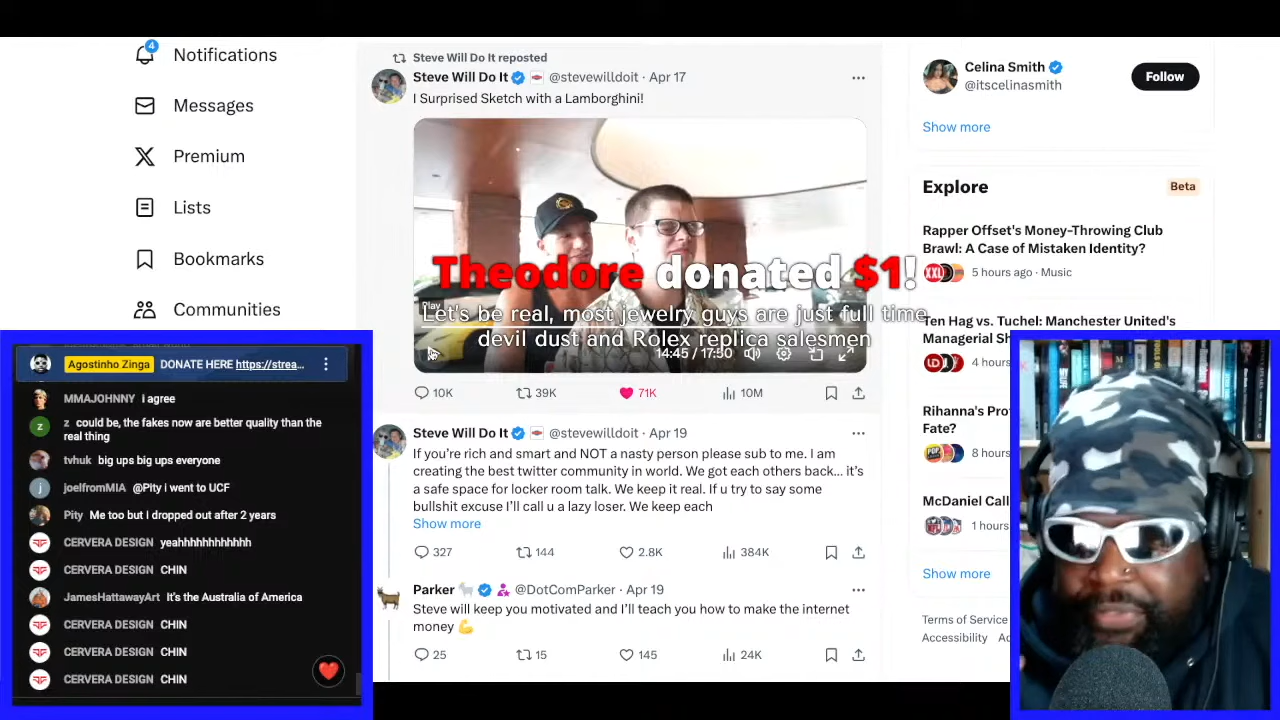 4
Notifications
Messages
Premium
Lists
Bookmarks
Communities
Steve Will Do It reposted
Steve Will Do It @stevewilldoit · Apr 17
I Surprised Sketch with a Lamborghini!
Theodore donated $1!
Play
Let's be real, most jewelry guys are just full time
devil dust and Rolex replica salesmen
14:45 / 17:50
10K 39K 71K 10M
Steve Will Do It @stevewilldoit · Apr 19
If you're rich and smart and NOT a nasty person please sub to me. I am
creating the best twitter community in world. We got each others back... it's
a safe space for locker room talk. We keep it real. If u try to say some
bullshit excuse I'll call u a lazy loser. We keep each
Show more
327 144 2.8K 384K
Parker @DotComParker · Apr 19
Steve will keep you motivated and I'll teach you how to make the internet
money 💪
25 15 145 24K
Celina Smith
@itscelinasmith
Follow
Show more
Explore
Beta
Rapper Offset's Money-Throwing Club
Brawl: A Case of Mistaken Identity?
XXL
5 hours ago · Music
Ten Hag vs. Tuchel: Manchester United's
Managerial
4 hours
Rihanna's
Fate?
8 hours
McDaniel Call
1 hours
Show more
Terms of Service
Accessibility
Agostinho Zinga DONATE HERE https://strea...
MMAJOHNNY i agree
z could be, the fakes now are better quality than the
real thing
tvhuk big ups big ups everyone
joelfromMIA @Pity i went to UCF
Pity Me too but i dropped out after 2 years
CERVERA DESIGN yeahhhhhhhhhhh
CERVERA DESIGN CHIN
JamesHattawayArt It's the Australia of America
CERVERA DESIGN CHIN
CERVERA DESIGN CHIN
CERVERA DESIGN CHIN